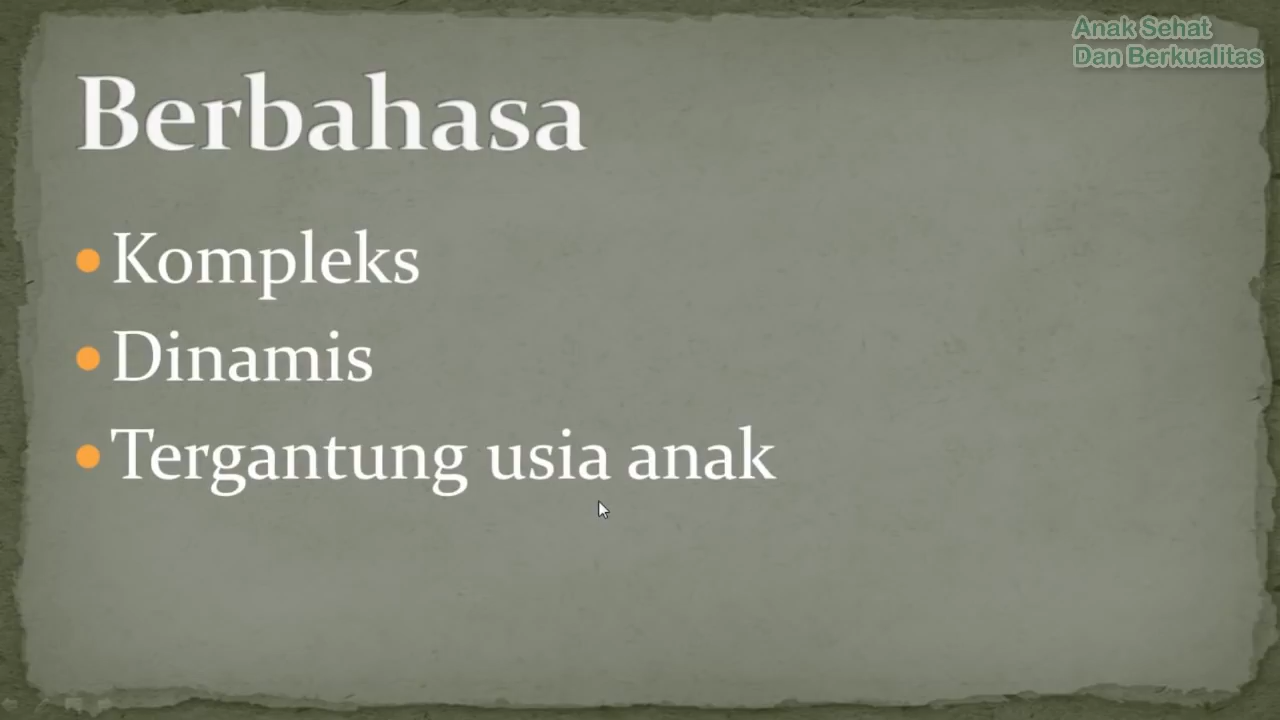 Anak Sehat
Dan Berkualitas
Berbahasa
Kompleks
Dinamis
Tergantung usia anak